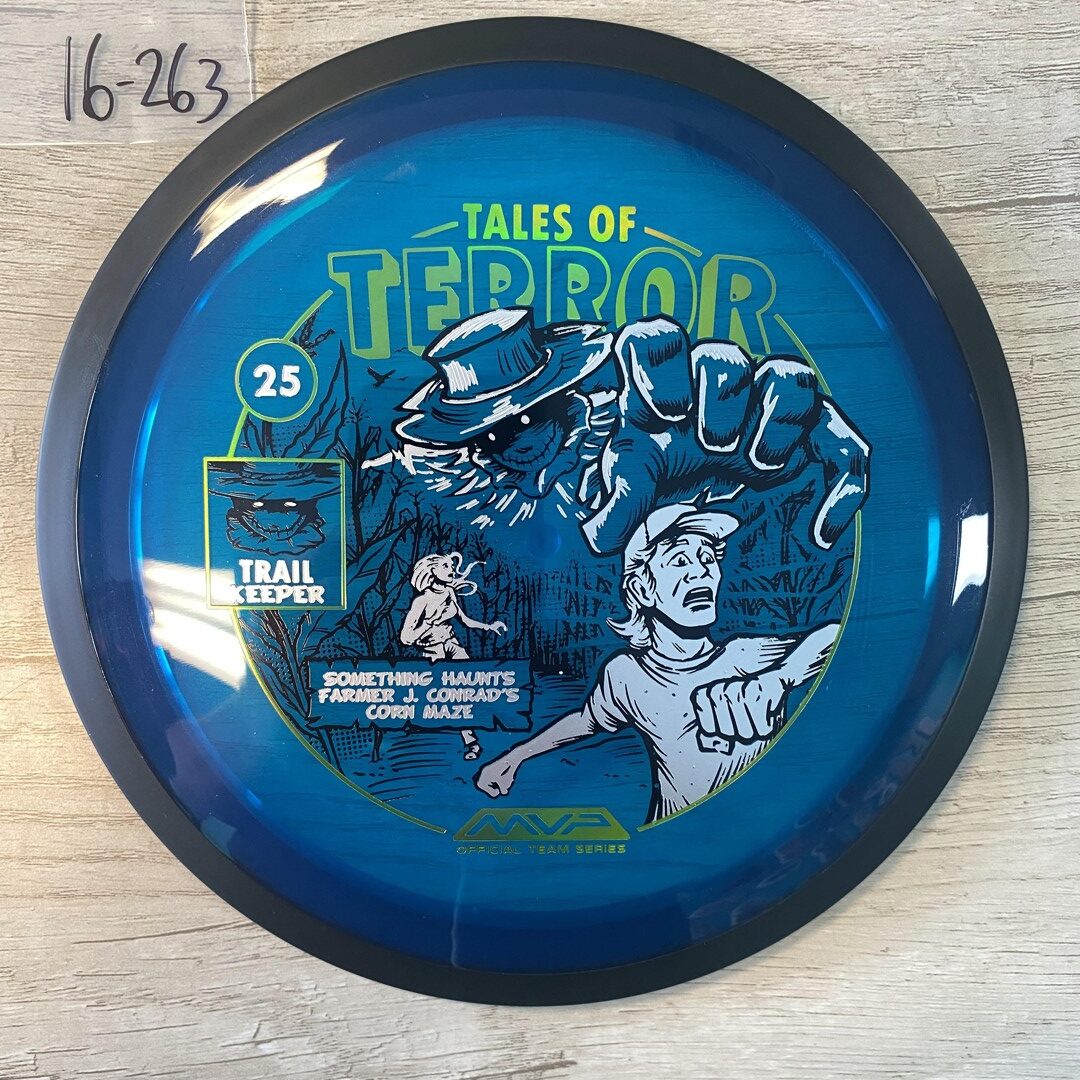 16-263
TALES OF
TERROR
25
TRAIL
KEEPER
SOMETHING HAUNTS
FARMER J. CONRAD'S
CORN MAZE
MVP
OFFICIAL TEAM SERIES